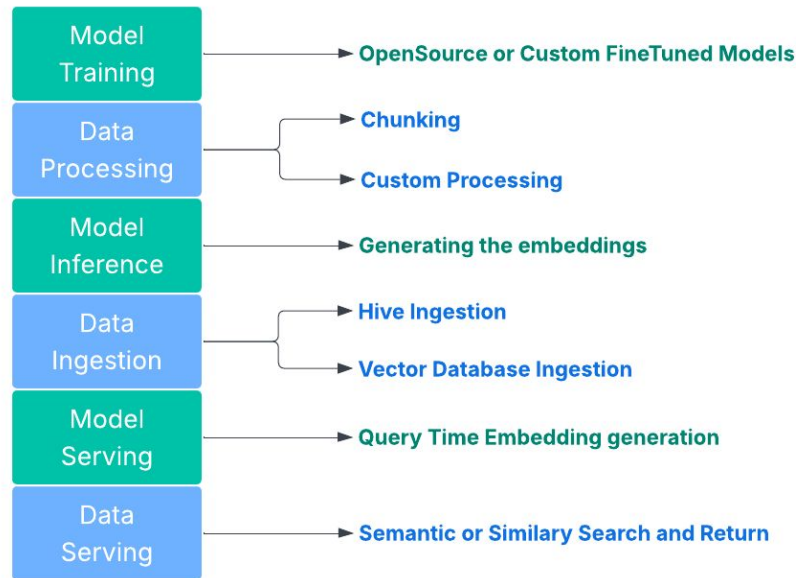 Model
Training
OpenSource or Custom FineTuned Models
Data
Processing
Chunking
Custom Processing
Model
Inference
Generating the embeddings
Data
Ingestion
Hive Ingestion
Vector Database Ingestion
Model
Serving
Query Time Embedding generation
Data
Serving
Semantic or Similary Search and Return